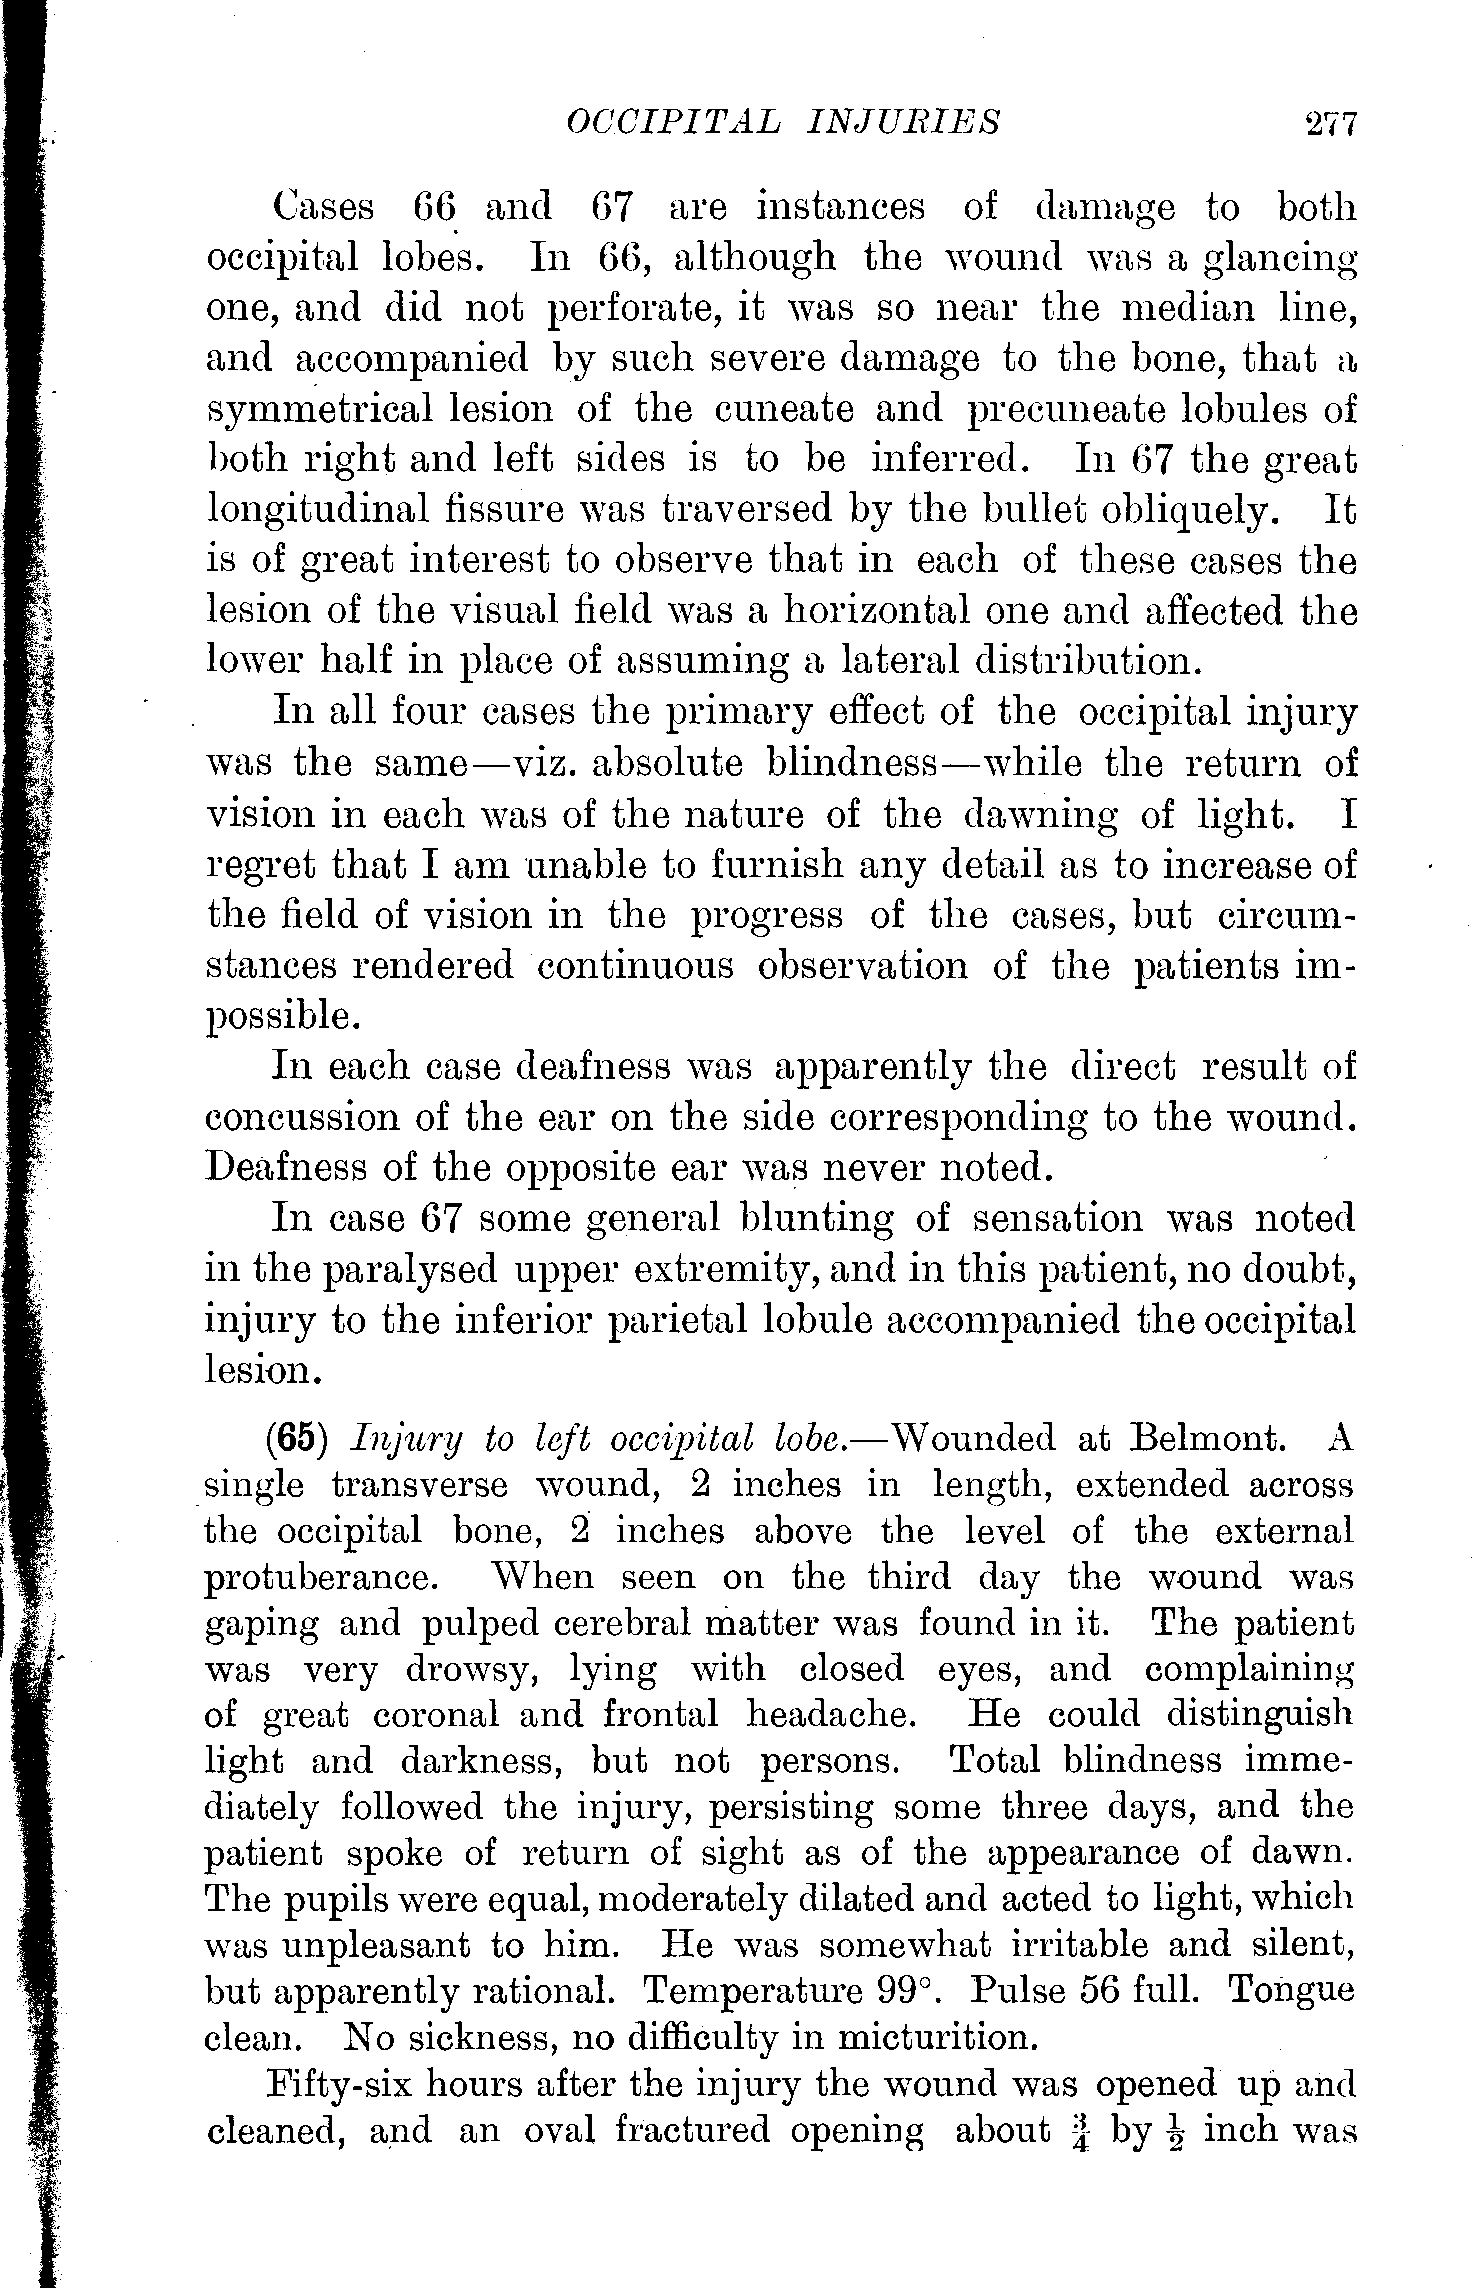 OCCIPITAL INJURIES 277
Cases 66 and 67 are instances of damage to both
occipital lobes. In 66, although the wound was a glancing
one, and did not perforate, it was so near the median line,
and accompanied by such severe damage to the bone, that a
symmetrical lesion of the cuneate and precuneate lobules of
both right and left sides is to be inferred. In 67 the great
longitudinal fissure was traversed by the bullet obliquely. It
is of great interest to observe that in each of these cases the
lesion of the visual field was a horizontal one and affected the
lower half in place of assuming a lateral distribution.
In all four cases the primary effect of the occipital injury
was the same—viz. absolute blindness—while the return of
vision in each was of the nature of the dawning of light. I
regret that I am unable to furnish any detail as to increase of
the field of vision in the progress of the cases, but circum-
stances rendered continuous observation of the patients im-
possible.
In each case deafness was apparently the direct result of
concussion of the ear on the side corresponding to the wound.
Deafness of the opposite ear was never noted.
In case 67 some general blunting of sensation was noted
in the paralysed upper extremity, and in this patient, no doubt,
injury to the inferior parietal lobule accompanied the occipital
lesion.
(65) Injury to left occipital lobe.—Wounded at Belmont. A
single transverse wound, 2 inches in length, extended across
the occipital bone, 2 inches above the level of the external
protuberance. When seen on the third day the wound was
gaping and pulped cerebral matter was found in it. The patient
was very drowsy, lying with closed eyes, and complaining
of great coronal and frontal headache. He could distinguish
light and darkness, but not persons. Total blindness imme-
diately followed the injury, persisting some three days, and the
patient spoke of return of sight as of the appearance of dawn.
The pupils were equal, moderately dilated and acted to light, which
was unpleasant to him. He was somewhat irritable and silent,
but apparently rational. Temperature 99°. Pulse 56 full. Tongue
clean. No sickness, no difficulty in micturition.
Fifty-six hours after the injury the wound was opened up and
cleaned, and an oval fractured opening about ¾ by ½ inch was